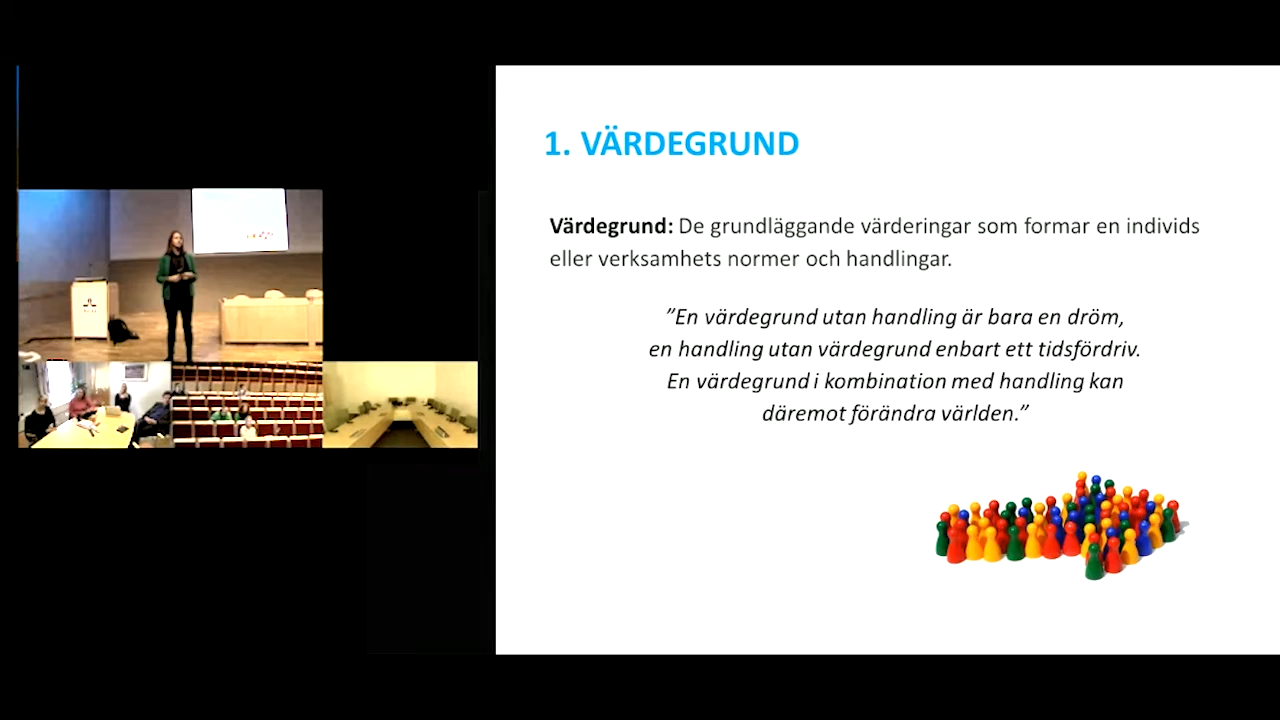 1. VÄRDEGRUND
Värdegrund: De grundläggande värderingar som formar en individs
eller verksamhets normer och handlingar.
”En värdegrund utan handling är bara en dröm,
en handling utan värdegrund enbart ett tidsfördriv.
En värdegrund i kombination med handling kan
däremot förändra världen.”